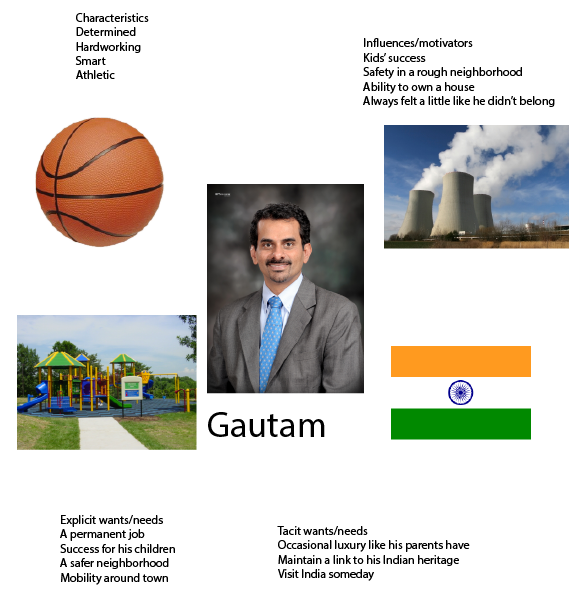 Characteristics
Determined
Hardworking
Smart
Athletic
Influences/motivators
Kids' success
Safety in a rough neighborhood
Ability to own a house
Always felt a little like he didn't belong
Gautam
Explicit wants/needs
A permanent job
Success for his children
A safer neighborhood
Mobility around town
Tacit wants/needs
Occasional luxury like his parents have
Maintain a link to his Indian heritage
Visit India someday